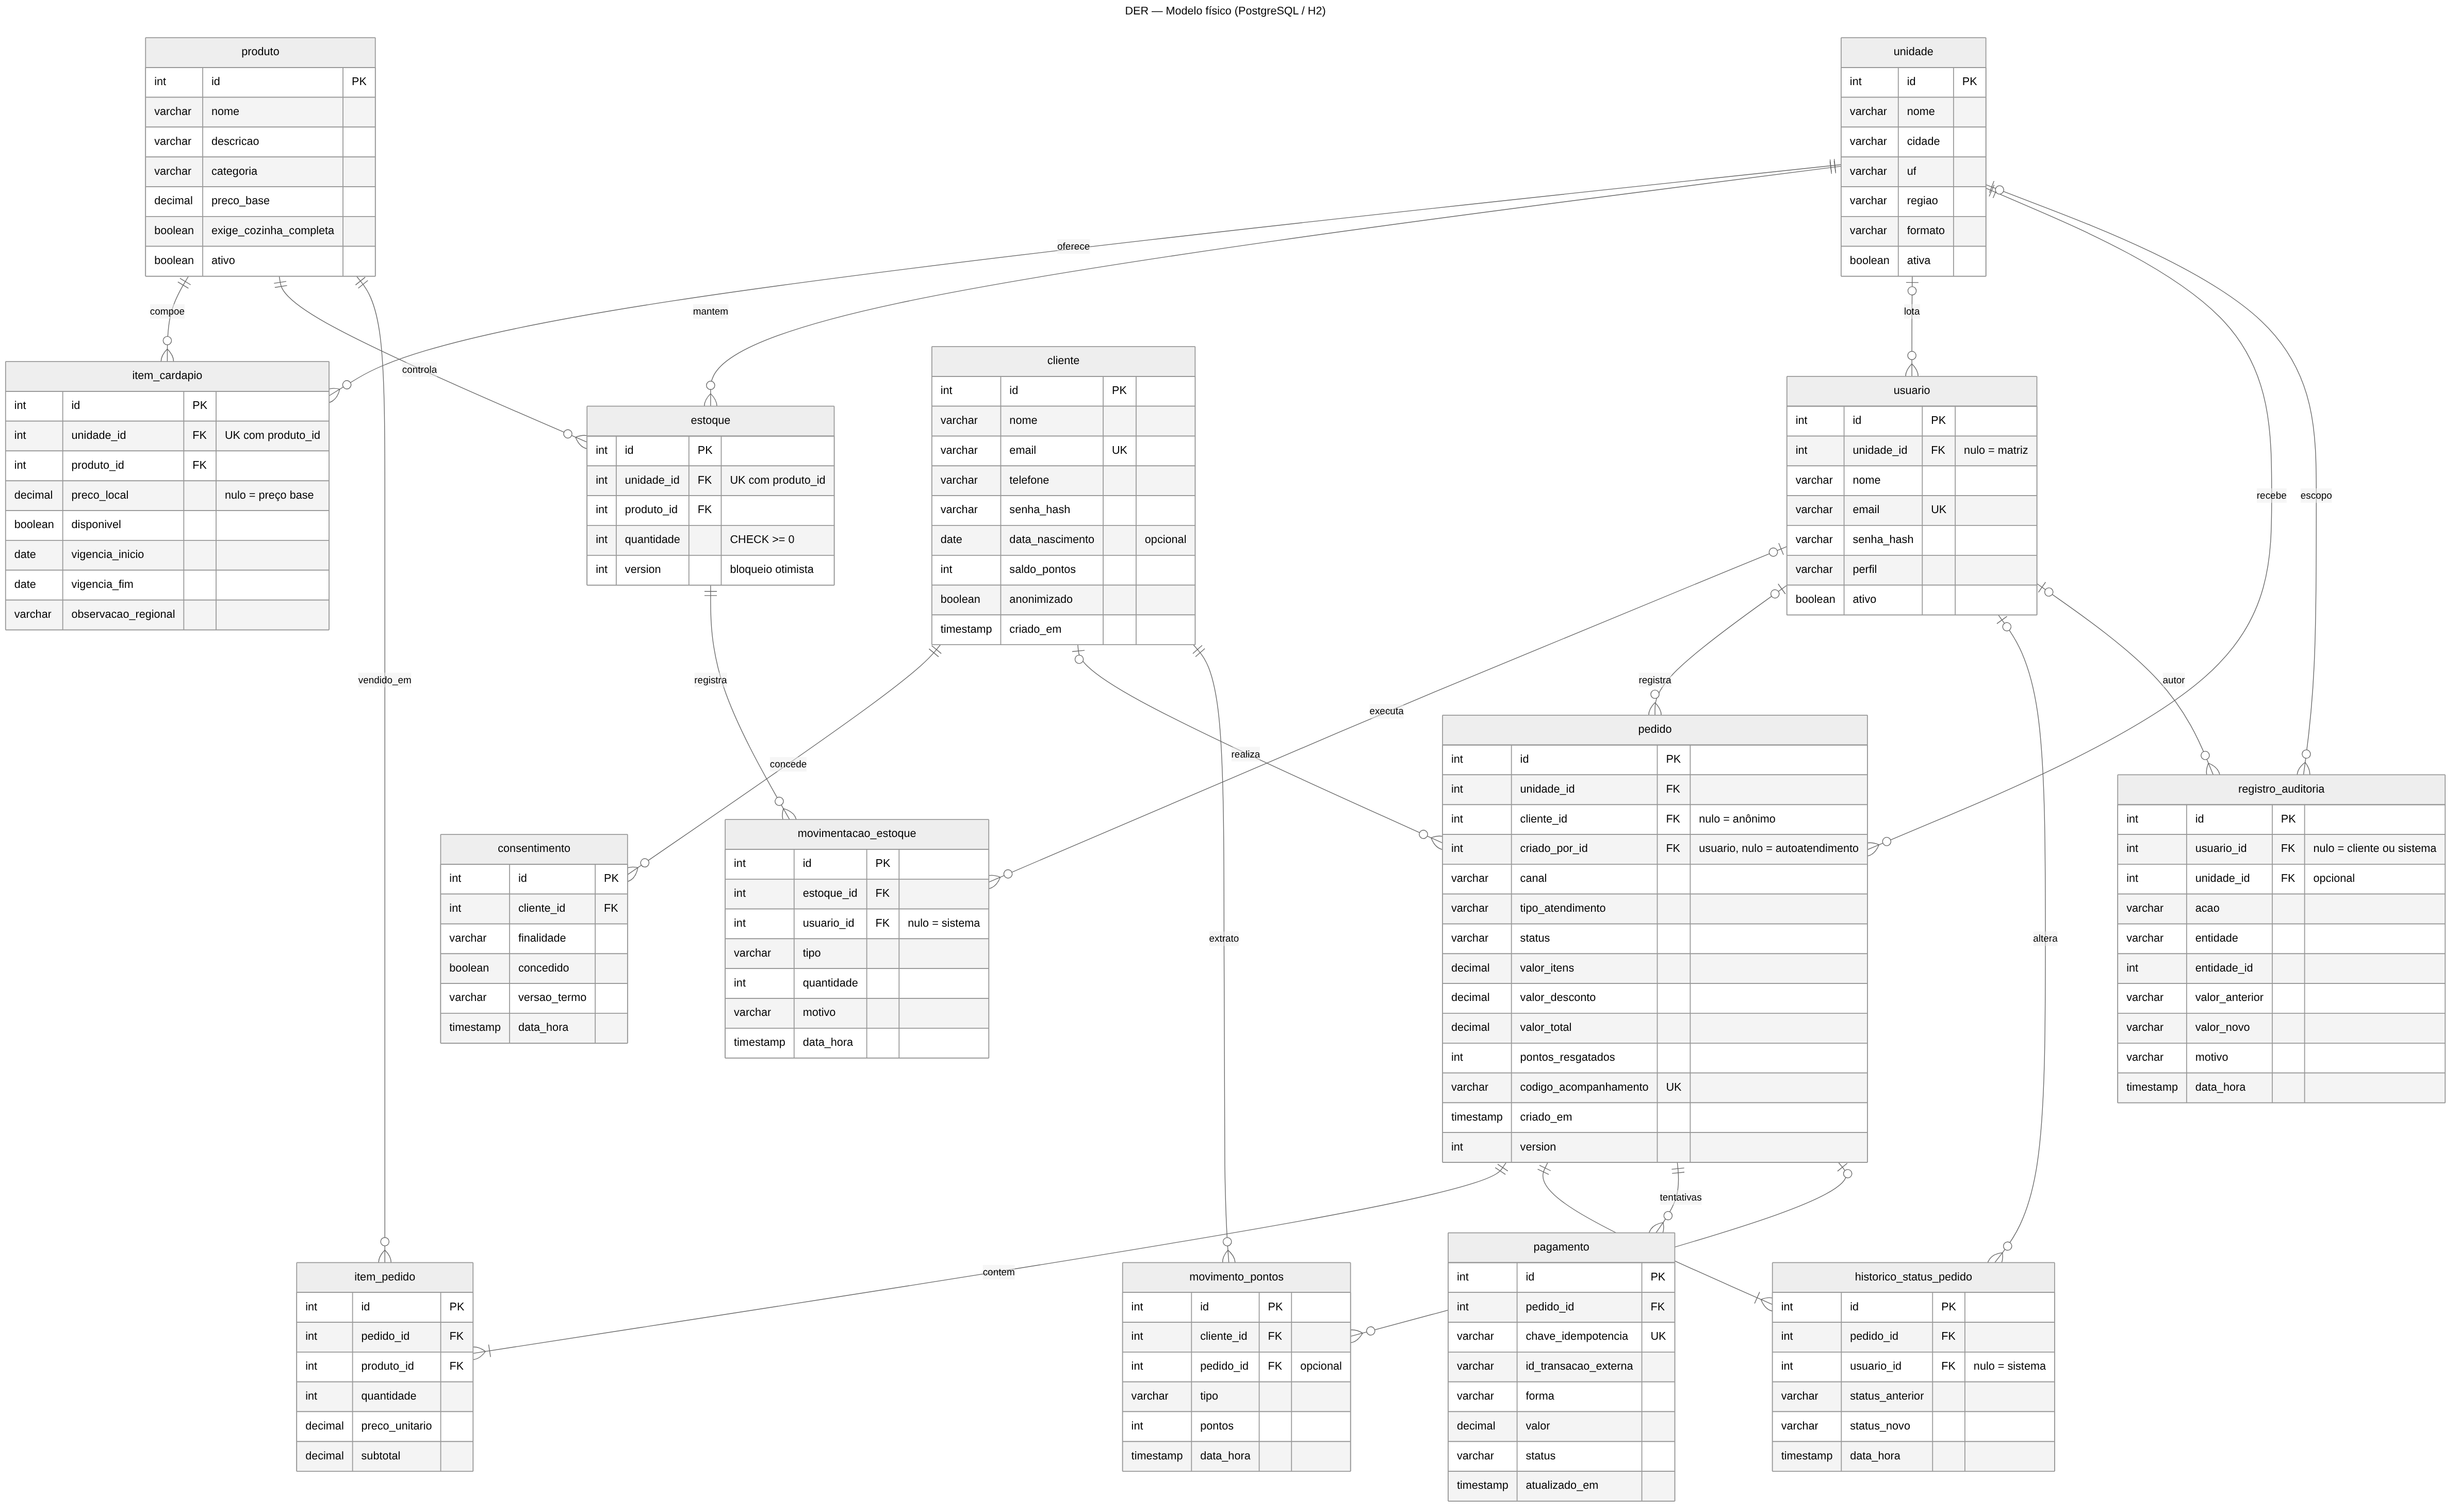 DER — Modelo físico (PostgreSQL / H2)
produto
int id PK
varchar nome
varchar descricao
varchar categoria
decimal preco_base
boolean exige_cozinha_completa
boolean ativo
unidade
int id PK
varchar nome
varchar cidade
varchar uf
varchar regiao
varchar formato
boolean ativa
oferece
compoe
mantem
lota
controla
item_cardapio
int id PK
int unidade_id FK UK com produto_id
int produto_id FK
decimal preco_local nulo = preço base
boolean disponivel
date vigencia_inicio
date vigencia_fim
varchar observacao_regional
estoque
int id PK
int unidade_id FK UK com produto_id
int produto_id FK
int quantidade CHECK >= 0
int version bloqueio otimista
cliente
int id PK
varchar nome
varchar email UK
varchar telefone
varchar senha_hash
date data_nascimento opcional
int saldo_pontos
boolean anonimizado
timestamp criado_em
usuario
int id PK
int unidade_id FK nulo = matriz
varchar nome
varchar email UK
varchar senha_hash
varchar perfil
boolean ativo
recebe
escopo
vendido_em
registra
registra
autor
executa
realiza
concede
extrato
altera
consentimento
int id PK
int cliente_id FK
varchar finalidade
boolean concedido
varchar versao_termo
timestamp data_hora
movimentacao_estoque
int id PK
int estoque_id FK
int usuario_id FK nulo = sistema
varchar tipo
int quantidade
varchar motivo
timestamp data_hora
pedido
int id PK
int unidade_id FK
int cliente_id FK nulo = anônimo
int criado_por_id FK usuario, nulo = autoatendimento
varchar canal
varchar tipo_atendimento
varchar status
decimal valor_itens
decimal valor_desconto
decimal valor_total
int pontos_resgatados
varchar codigo_acompanhamento UK
timestamp criado_em
int version
registro_auditoria
int id PK
int usuario_id FK nulo = cliente ou sistema
int unidade_id FK opcional
varchar acao
varchar entidade
int entidade_id
varchar valor_anterior
varchar valor_novo
varchar motivo
timestamp data_hora
tentativas
contem
item_pedido
int id PK
int pedido_id FK
int produto_id FK
int quantidade
decimal preco_unitario
decimal subtotal
movimento_pontos
int id PK
int cliente_id FK
int pedido_id FK opcional
varchar tipo
int pontos
timestamp data_hora
pagamento
int id PK
int pedido_id FK
varchar chave_idempotencia UK
varchar id_transacao_externa
varchar forma
decimal valor
varchar status
timestamp atualizado_em
historico_status_pedido
int id PK
int pedido_id FK
int usuario_id FK nulo = sistema
varchar status_anterior
varchar status_novo
timestamp data_hora